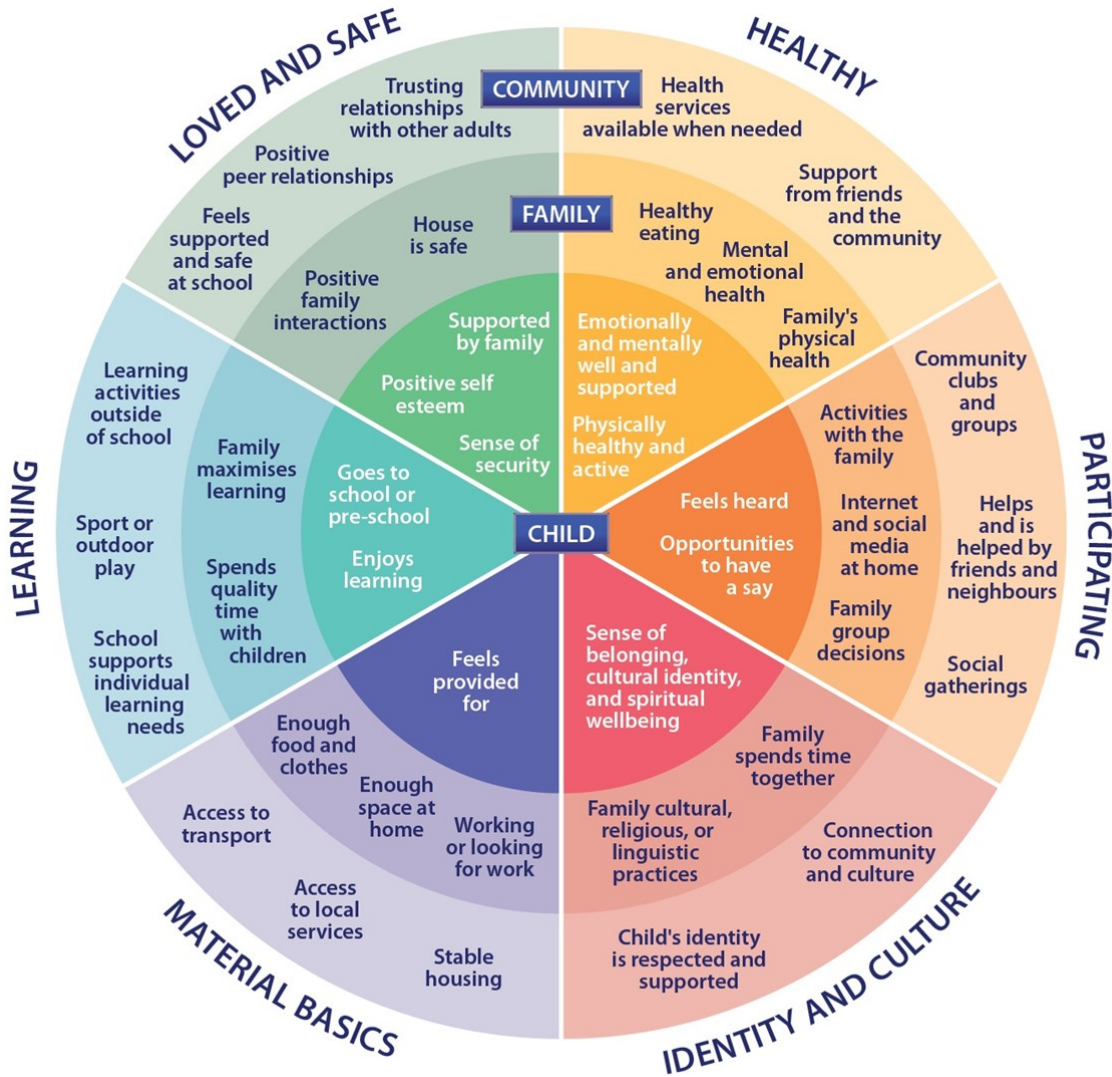 LOVED AND SAFE
HEALTHY
PARTICIPATING
IDENTITY AND CULTURE
MATERIAL BASICS
LEARNING
COMMUNITY
FAMILY
CHILD
Trusting
relationships
with other adults
Positive
peer relationships
Feels
supported
and safe
at school
House
is safe
Positive
family
interactions
Supported
by family
Positive self
esteem
Sense of
security
Health
services
available when needed
Support
from friends
and the
community
Healthy
eating
Mental
and emotional
health
Family's
physical
health
Emotionally
and mentally
well and
supported
Physically
healthy and
active
Community
clubs
and
groups
Helps
and is
helped by
friends and
neighbours
Social
gatherings
Activities
with the
family
Internet
and social
media
at home
Family
group
decisions
Feels heard
Opportunities
to have
a say
Sense of
belonging,
cultural identity,
and spiritual
wellbeing
Family
spends time
together
Family cultural,
religious, or
linguistic
practices
Connection
to community
and culture
Child's identity
is respected and
supported
Feels
provided
for
Enough
food and
clothes
Enough
space at
home
Working
or looking
for work
Access to
transport
Access
to local
services
Stable
housing
Goes to
school or
pre-school
Enjoys
learning
Family
maximises
learning
Spends
quality
time
with
children
Learning
activities
outside
of school
Sport or
outdoor
play
School
supports
individual
learning
needs